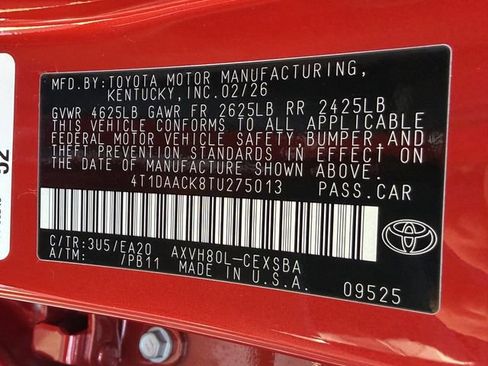 MFD.BY:TOYOTA MOTOR MANUFACTURING,
KENTUCKY,INC.02/26
GVWR 4625LB GAWR FR 2625LB RR 2425LB
THIS VEHICLE CONFORMS TO ALL APPLICABLE
FEDERAL MOTOR VEHICLE SAFETY,BUMPER,AND
THEFT PREVENTION STANDARDS IN EFFECT ON
THE DATE OF MANUFACTURE SHOWN ABOVE.
4T1DAACK8TU275013 PASS.CAR
C/TR:3U5/EA20 AXVH80L-CEXSBA
A/TM: /PB11 MADE IN U.S.A.
09525
52